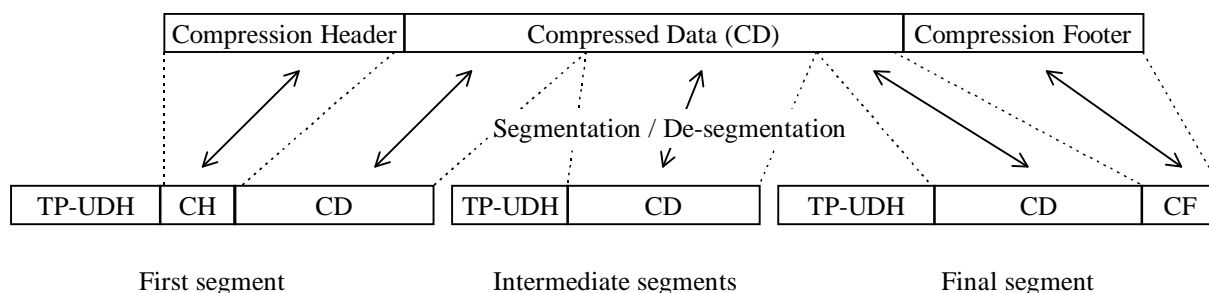 Compression Header Compressed Data (CD) Compression Footer
Segmentation / De-segmentation
TP-UDH CH CD TP-UDH CD TP-UDH CD CF
First segment Intermediate segments Final segment